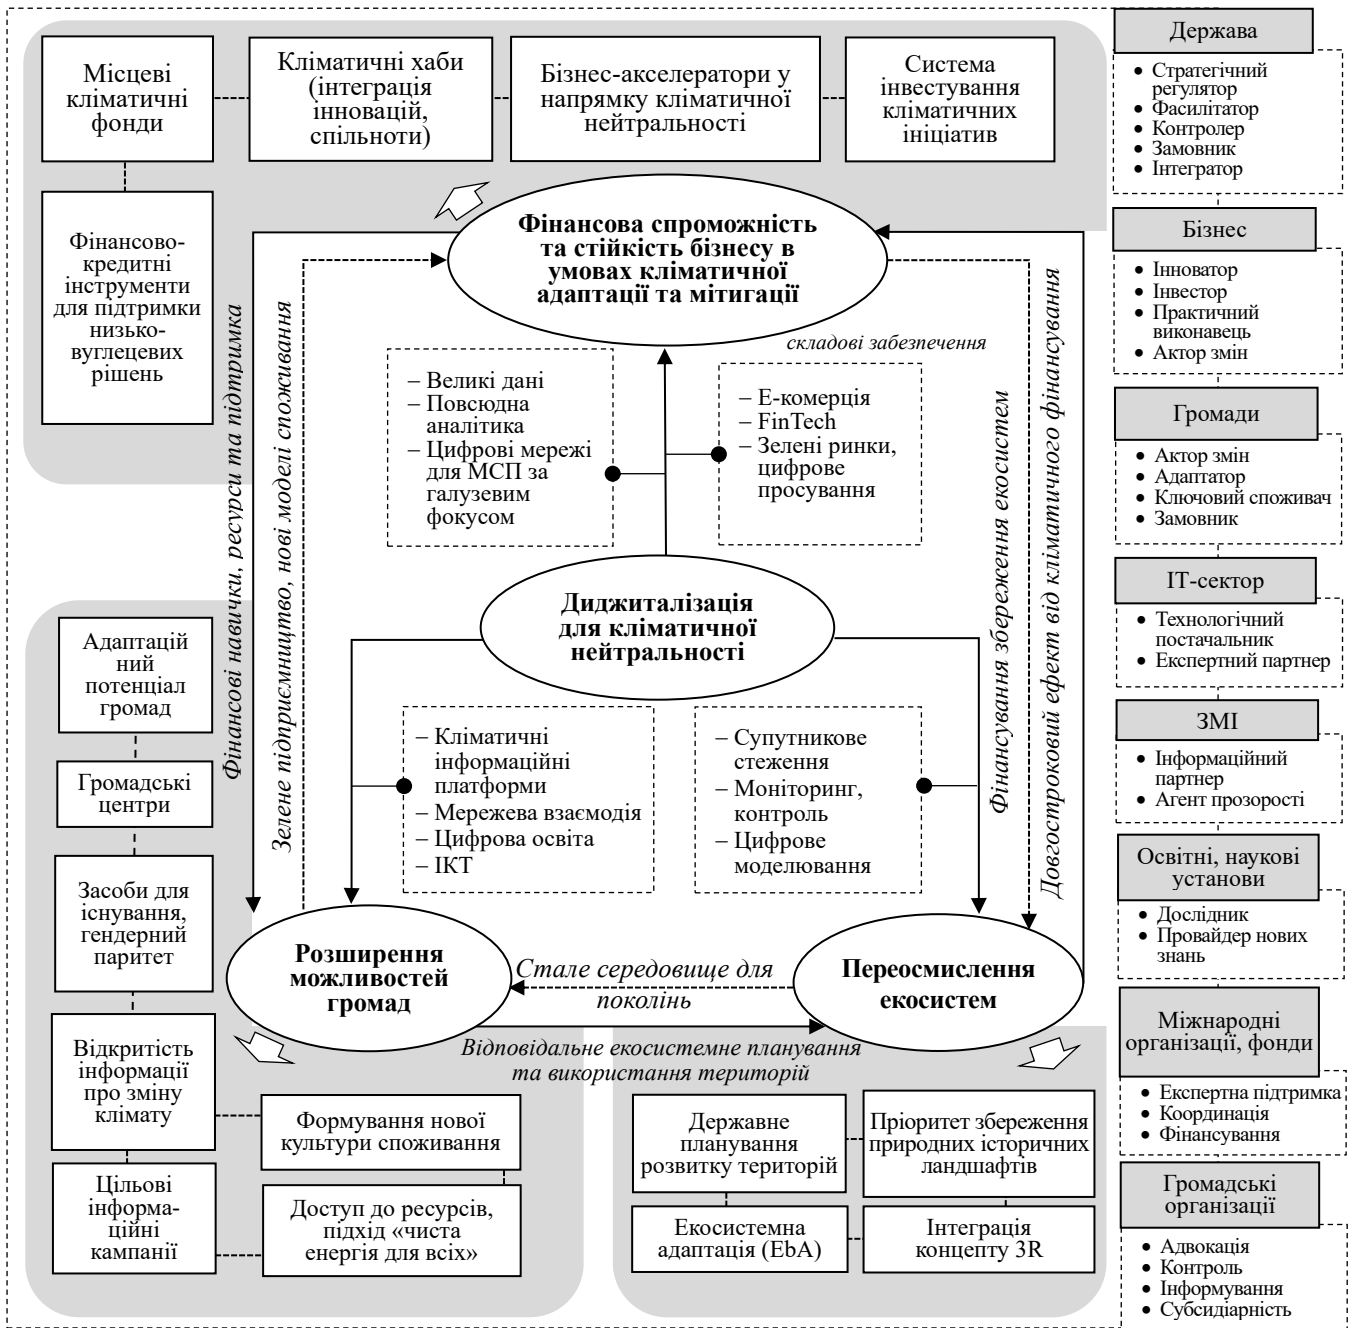 Місцеві
кліматичні
фонди
Кліматичні хаби
(інтеграція
інновацій,
спільноти)
Бізнес-акселератори у
напрямку кліматичної
нейтральності
Система
інвестування
кліматичних
ініціатив
Фінансово-
кредитні
інструменти
для підтримки
низько-
вуглецевих
рішень
Фінансова спроможність
та стійкість бізнесу в
умовах кліматичної
адаптації та мітигації
складові забезпечення
– Великі дані
– Повсюдна
аналітика
– Цифрові мережі
для МСП за
галузевим
фокусом
– Е-комерція
– FinTech
– Зелені ринки,
цифрове
просування
Фінансові навички, ресурси та підтримка
Зелене підприємництво, нові моделі споживання
Фінансування збереження екосистем
Довгостроковий ефект від кліматичного фінансування
Диджиталізація
для кліматичної
нейтральності
– Кліматичні
інформаційні
платформи
– Мережева взаємодія
– Цифрова освіта
– ІКТ
– Супутникове
стеження
– Моніторинг,
контроль
– Цифрове
моделювання
Адаптацій
ний
потенціал
громад
Громадські
центри
Засоби для
існування,
гендерний
паритет
Відкритість
інформації
про зміну
клімату
Цільові
інформа-
ційні
кампанії
Розширення
можливостей
громад
Стале середовище для
поколінь
Переосмислення
екосистем
Відповідальне екосистемне планування
та використання територій
Формування нової
культури споживання
Доступ до ресурсів,
підхід «чиста
енергія для всіх»
Державне
планування
розвитку територій
Пріоритет збереження
природних історичних
ландшафтів
Екосистемна
адаптація (EbA)
Інтеграція
концепту 3R
Держава
• Стратегічний
регулятор
• Фасилітатор
• Контролер
• Замовник
• Інтегратор
Бізнес
• Інноватор
• Інвестор
• Практичний
виконавець
• Актор змін
Громади
• Актор змін
• Адаптатор
• Ключовий споживач
• Замовник
ІТ-сектор
• Технологічний
постачальник
• Експертний партнер
ЗМІ
• Інформаційний
партнер
• Агент прозорості
Освітні, наукові
установи
• Дослідник
• Провайдер нових
знань
Міжнародні
організації, фонди
• Експертна підтримка
• Координація
• Фінансування
Громадські
організації
• Адвокація
• Контроль
• Інформування
• Субсидіарність